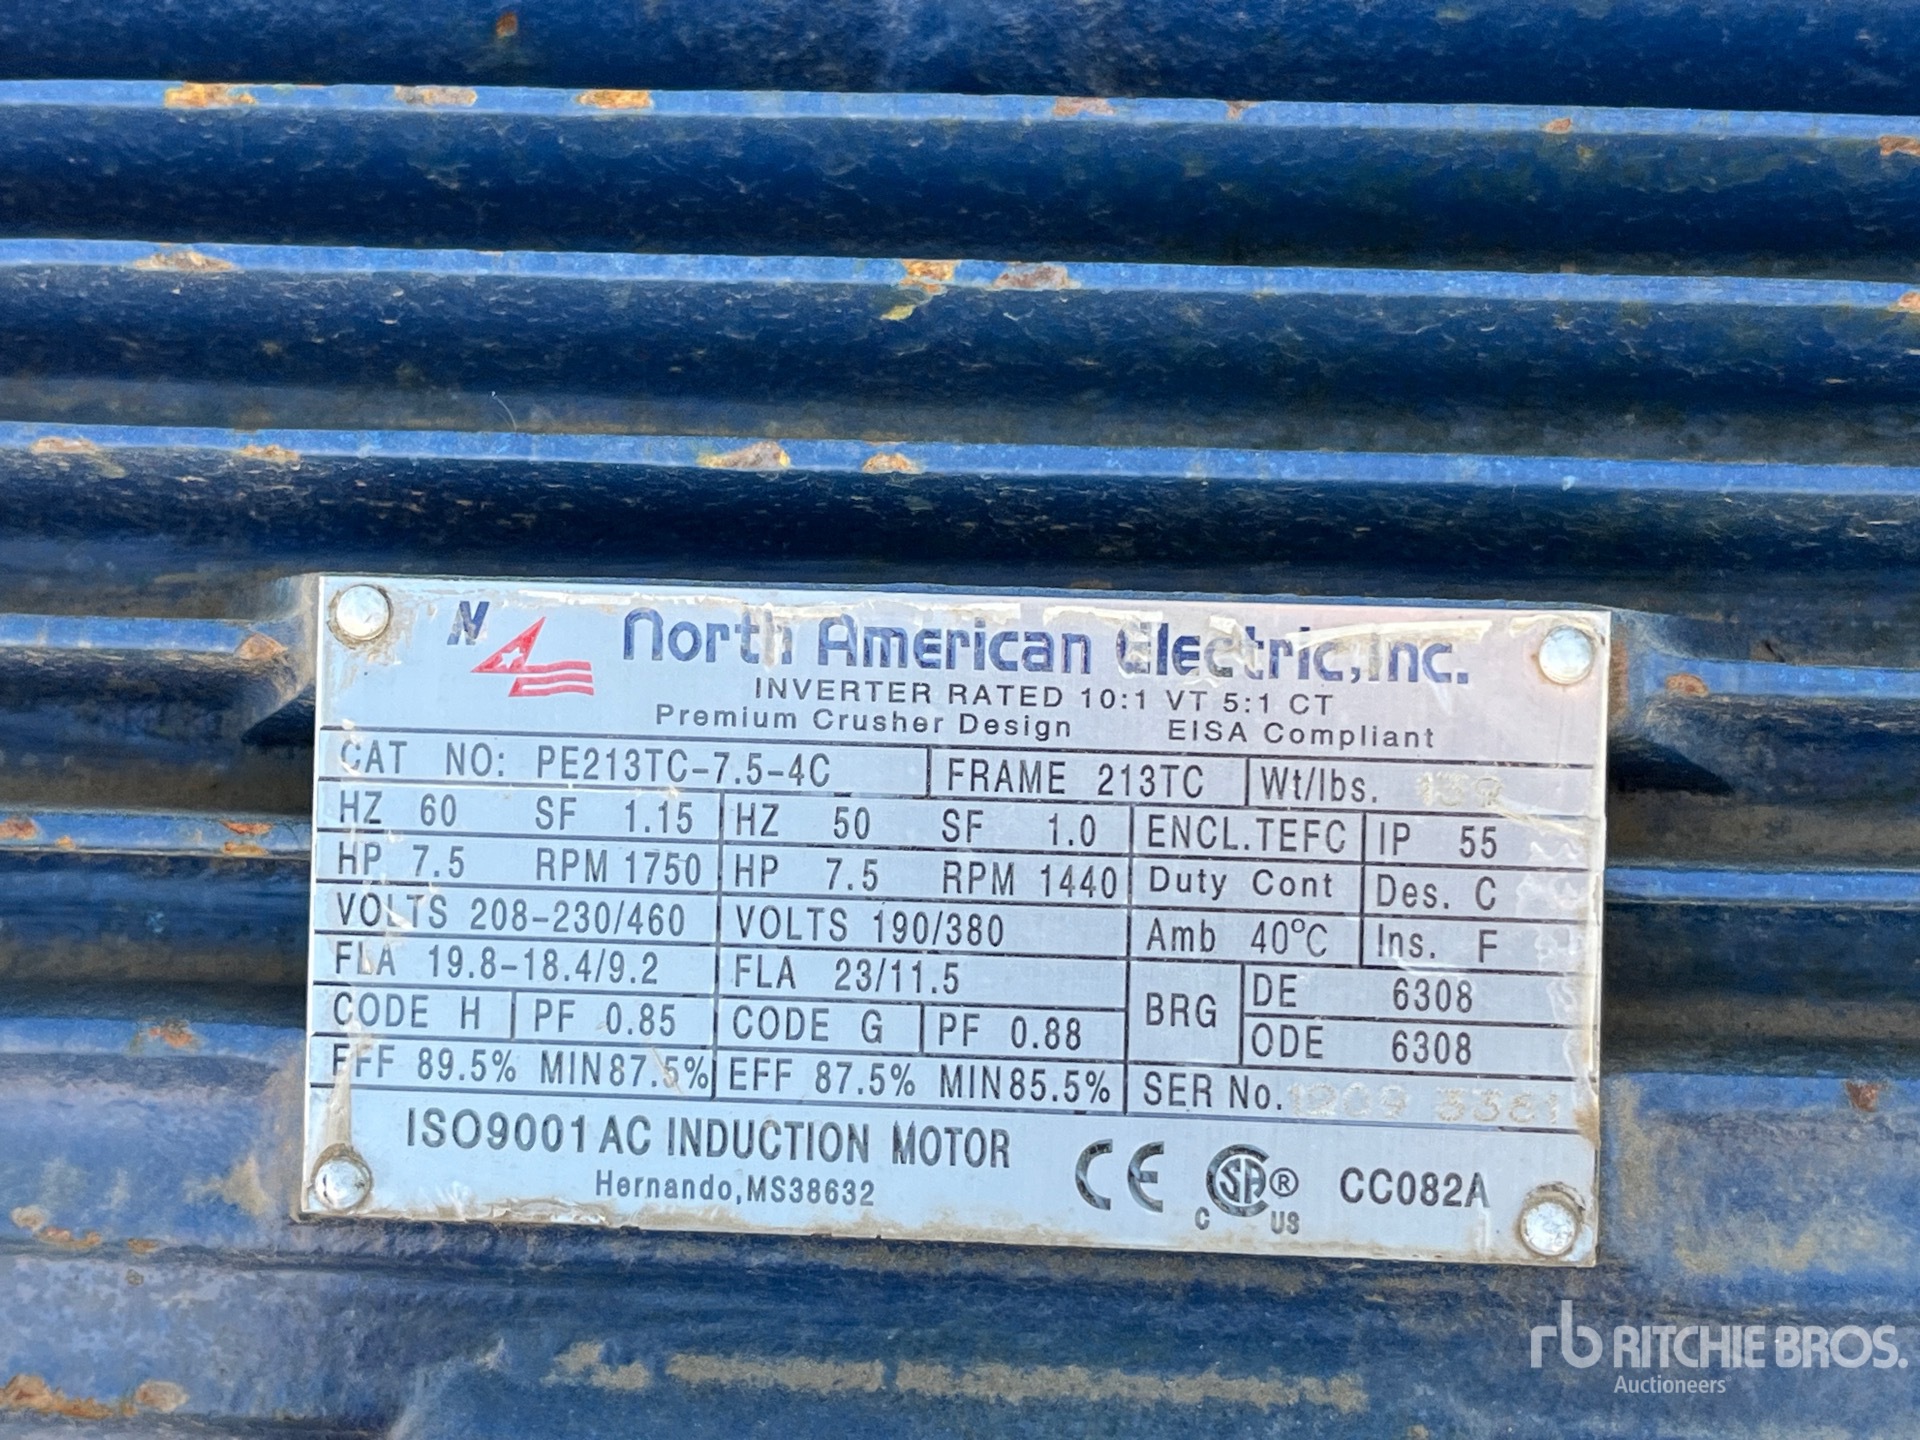 North American Electric, Inc.
INVERTER RATED 10:1 VT 5:1 CT
Premium Crusher Design EISA Compliant
CAT NO: PE213TC-7.5-4C FRAME 213TC Wt/lbs.
HZ 60 SF 1.15 HZ 50 SF 1.0 ENCL.TEFC IP 55
HP 7.5 RPM 1750 HP 7.5 RPM 1440 Duty Cont Des. C
VOLTS 208-230/460 VOLTS 190/380 Amb 40°C Ins. F
FLA 19.8-18.4/9.2 FLA 23/11.5 BRG DE 6308
CODE H PF 0.85 CODE G PF 0.88 ODE 6308
EFF 89.5% MIN87.5% EFF 87.5% MIN85.5% SER No.
ISO9001 AC INDUCTION MOTOR
Hernando,MS38632
CE C SA® US CC082A
rb RITCHIE BROS.
Auctioneers